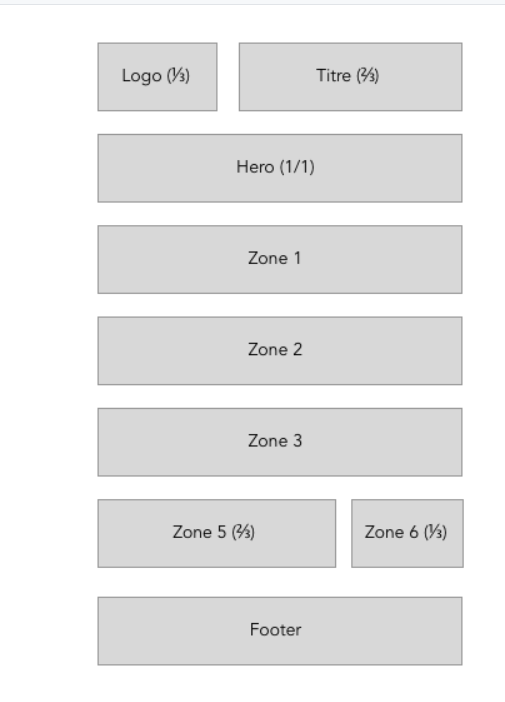 Logo (⅓)
Titre (⅔)
Hero (1/1)
Zone 1
Zone 2
Zone 3
Zone 5 (⅔)
Zone 6 (⅓)
Footer